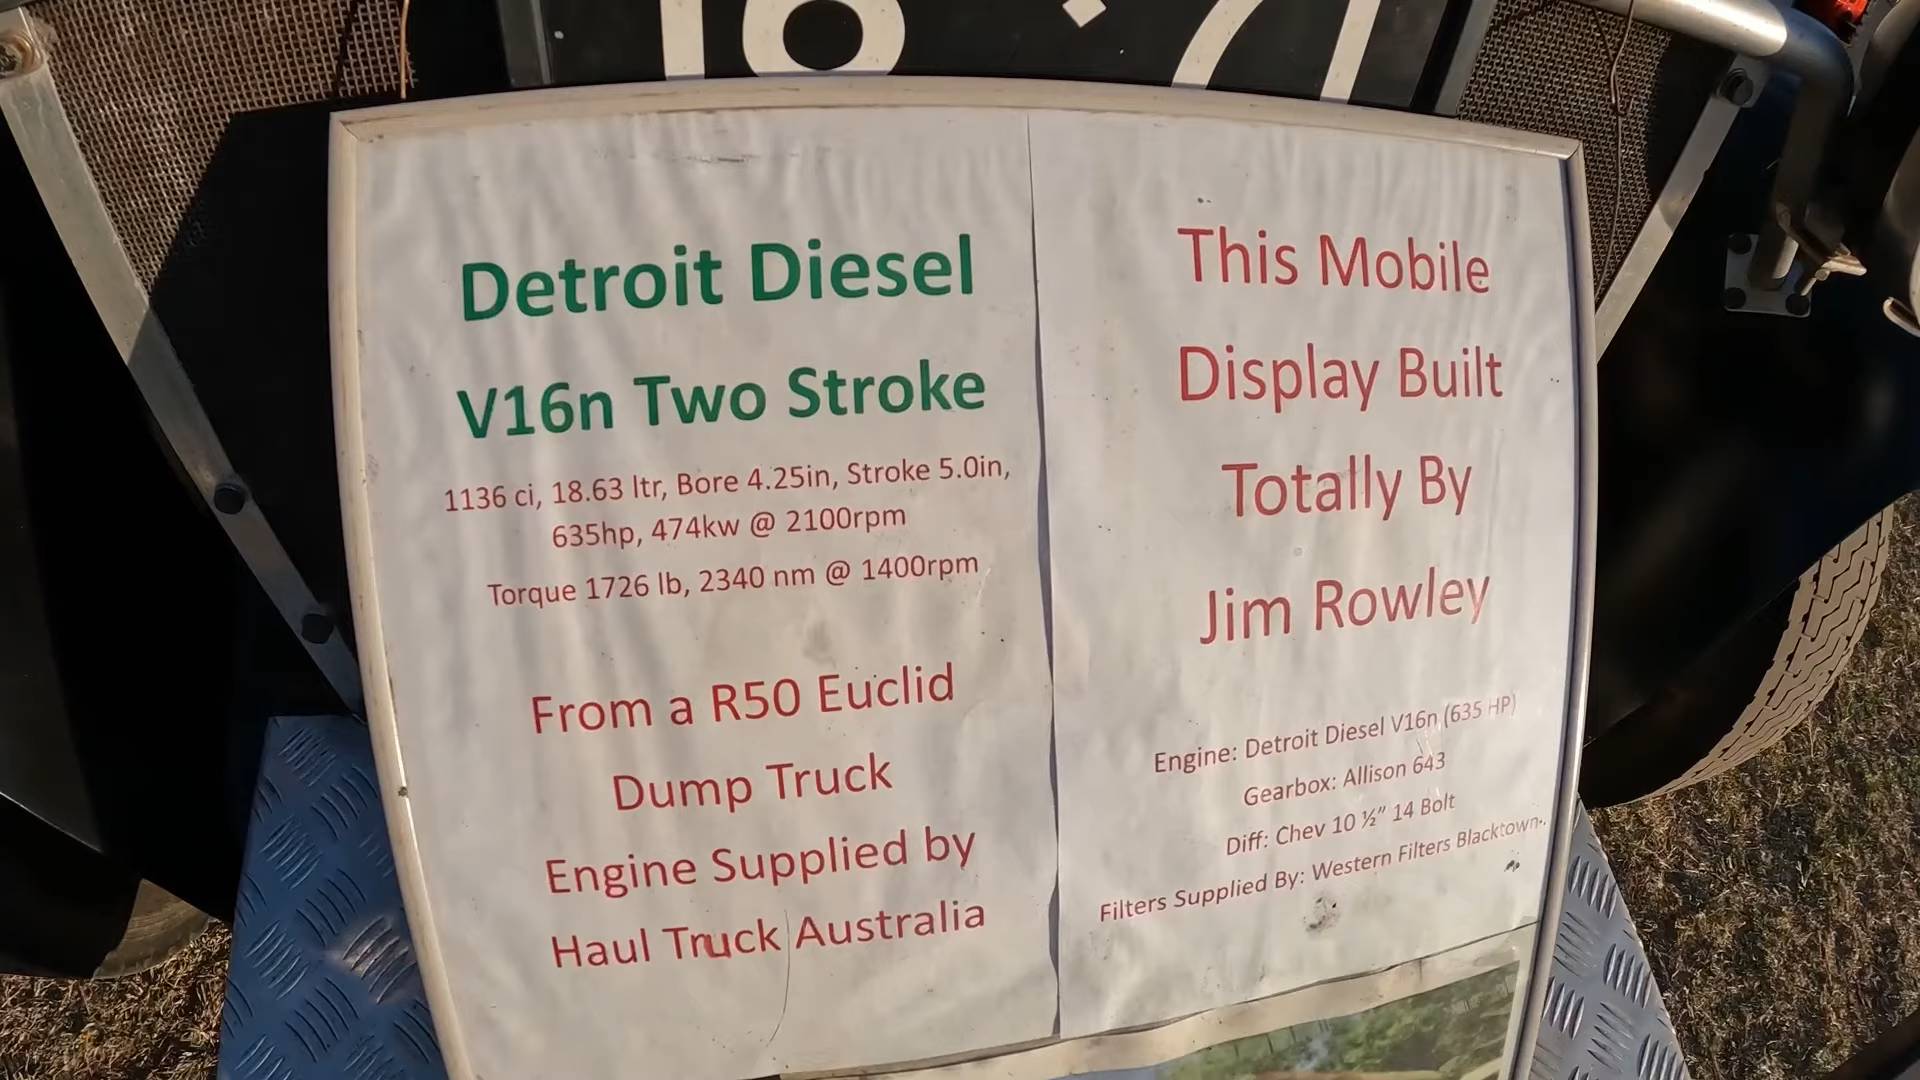 Detroit Diesel
V16n Two Stroke
1136 ci, 18.63 ltr, Bore 4.25in, Stroke 5.0in,
635hp, 474kw @ 2100rpm
Torque 1726 lb, 2340 nm @ 1400rpm
From a R50 Euclid
Dump Truck
Engine Supplied by
Haul Truck Australia
This Mobile
Display Built
Totally By
Jim Rowley
Engine: Detroit Diesel V16n (635 HP)
Gearbox: Allison 643
Diff: Chev 10 ½” 14 Bolt
Filters Supplied By: Western Filters Blacktown.